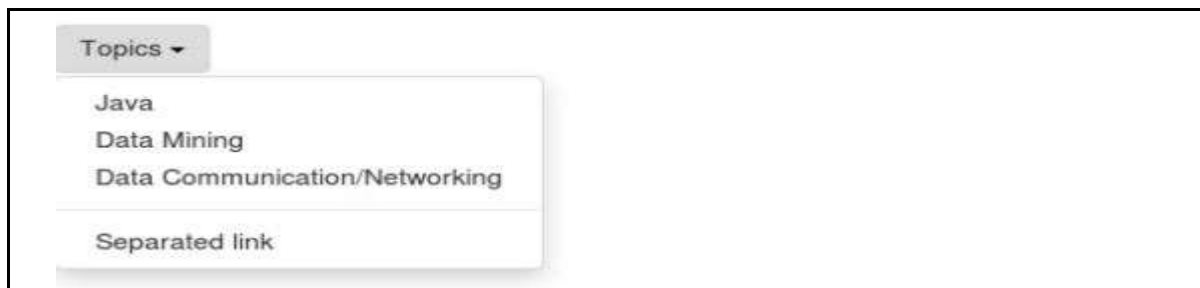 Topics
Java
Data Mining
Data Communication/Networking
Separated link